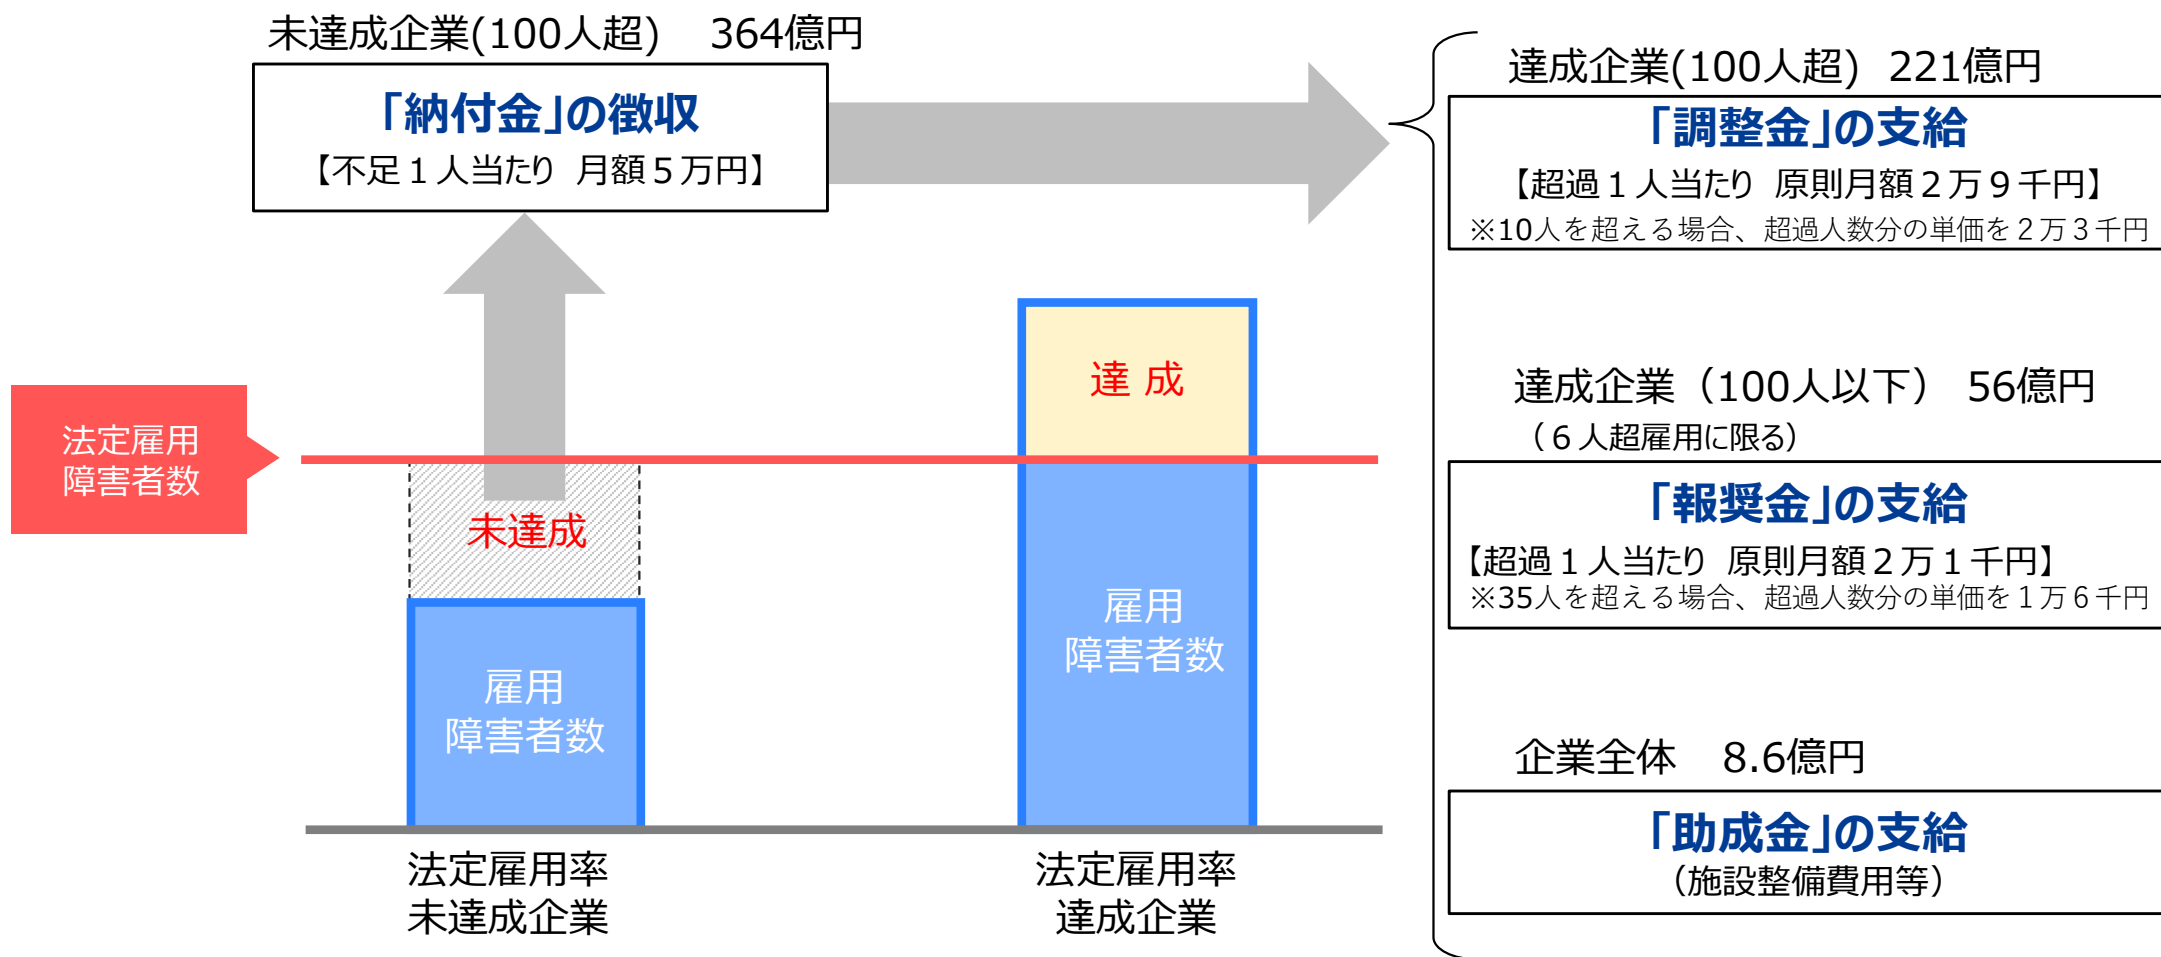 未達成企業(100人超)　364億円
「納付金」の徴収
【不足１人当たり 月額５万円】
達成企業(100人超) 221億円
「調整金」の支給
【超過１人当たり 原則月額２万９千円】
※10人を超える場合、超過人数分の単価を２万３千円
達成企業（100人以下） 56億円
（６人超雇用に限る）
「報奨金」の支給
【超過１人当たり 原則月額２万１千円】
※35人を超える場合、超過人数分の単価を１万６千円
企業全体　8.6億円
「助成金」の支給
（施設整備費用等）
法定雇用
障害者数
未達成
雇用
障害者数
達 成
雇用
障害者数
法定雇用率
未達成企業
法定雇用率
達成企業